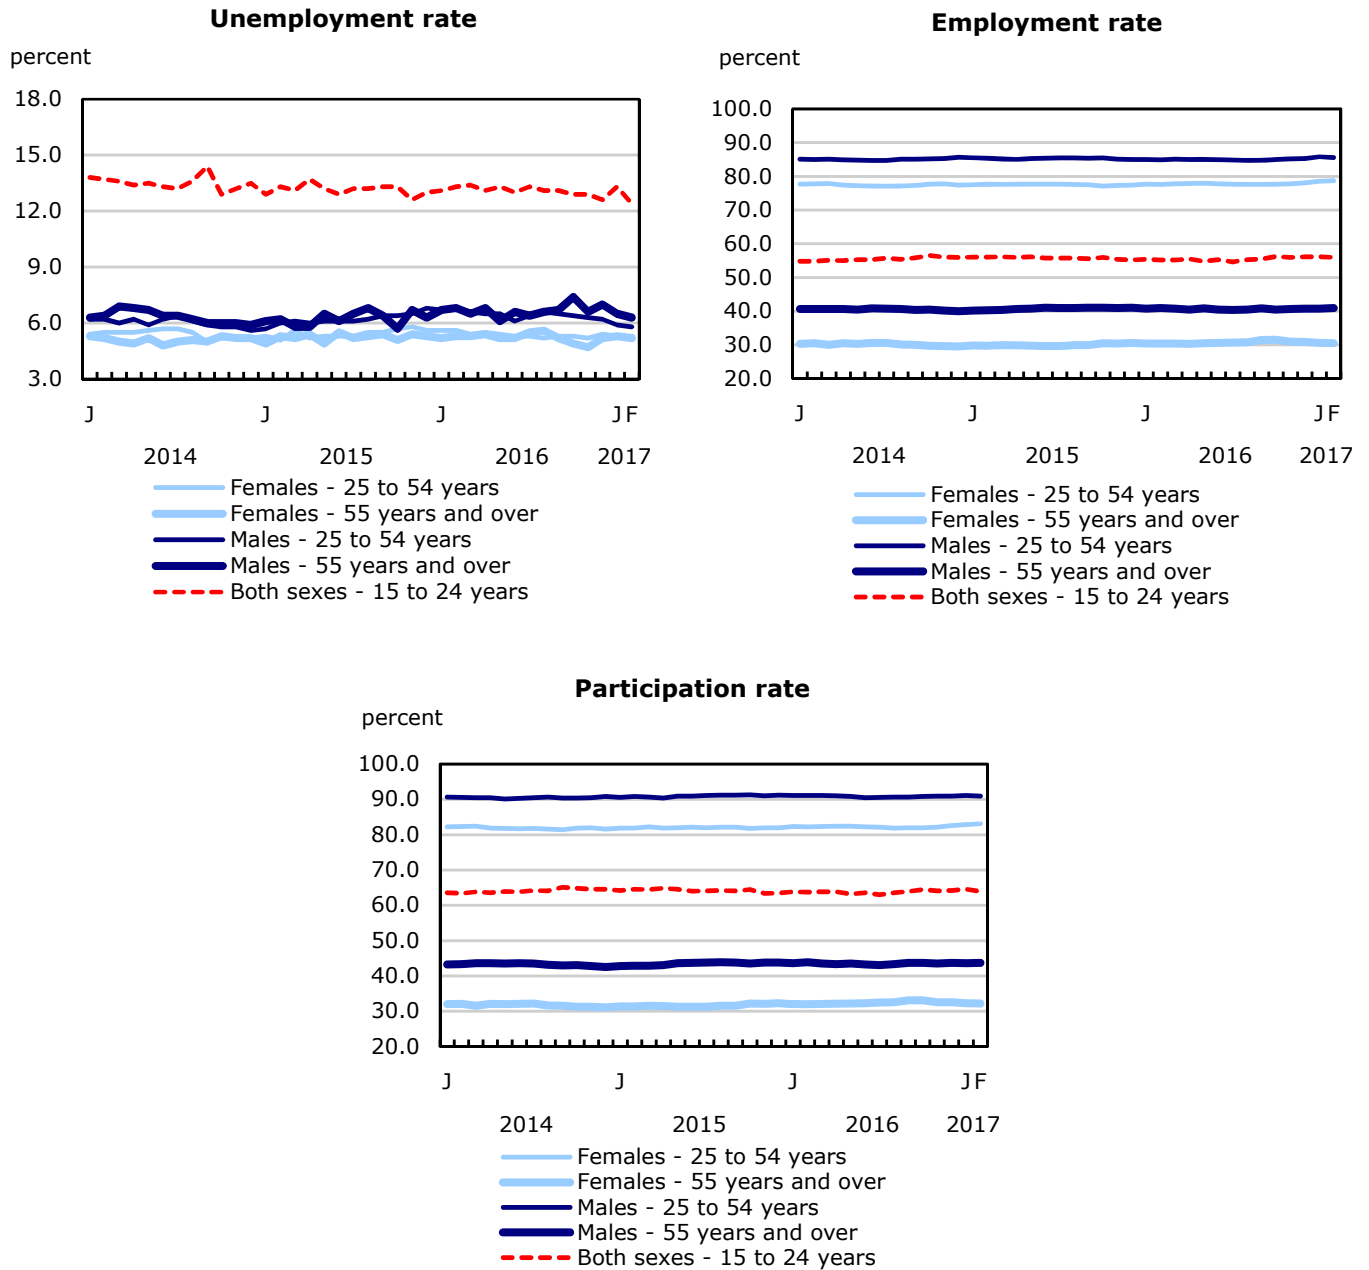 Unemployment rate
percent
18.0
15.0
12.0
9.0
6.0
3.0
J J J J F
2014 2015 2016 2017
Females - 25 to 54 years
Females - 55 years and over
Males - 25 to 54 years
Males - 55 years and over
Both sexes - 15 to 24 years
Employment rate
percent
100.0
90.0
80.0
70.0
60.0
50.0
40.0
30.0
20.0
J J J J F
2014 2015 2016 2017
Females - 25 to 54 years
Females - 55 years and over
Males - 25 to 54 years
Males - 55 years and over
Both sexes - 15 to 24 years
Participation rate
percent
100.0
90.0
80.0
70.0
60.0
50.0
40.0
30.0
20.0
J J J J F
2014 2015 2016 2017
Females - 25 to 54 years
Females - 55 years and over
Males - 25 to 54 years
Males - 55 years and over
Both sexes - 15 to 24 years